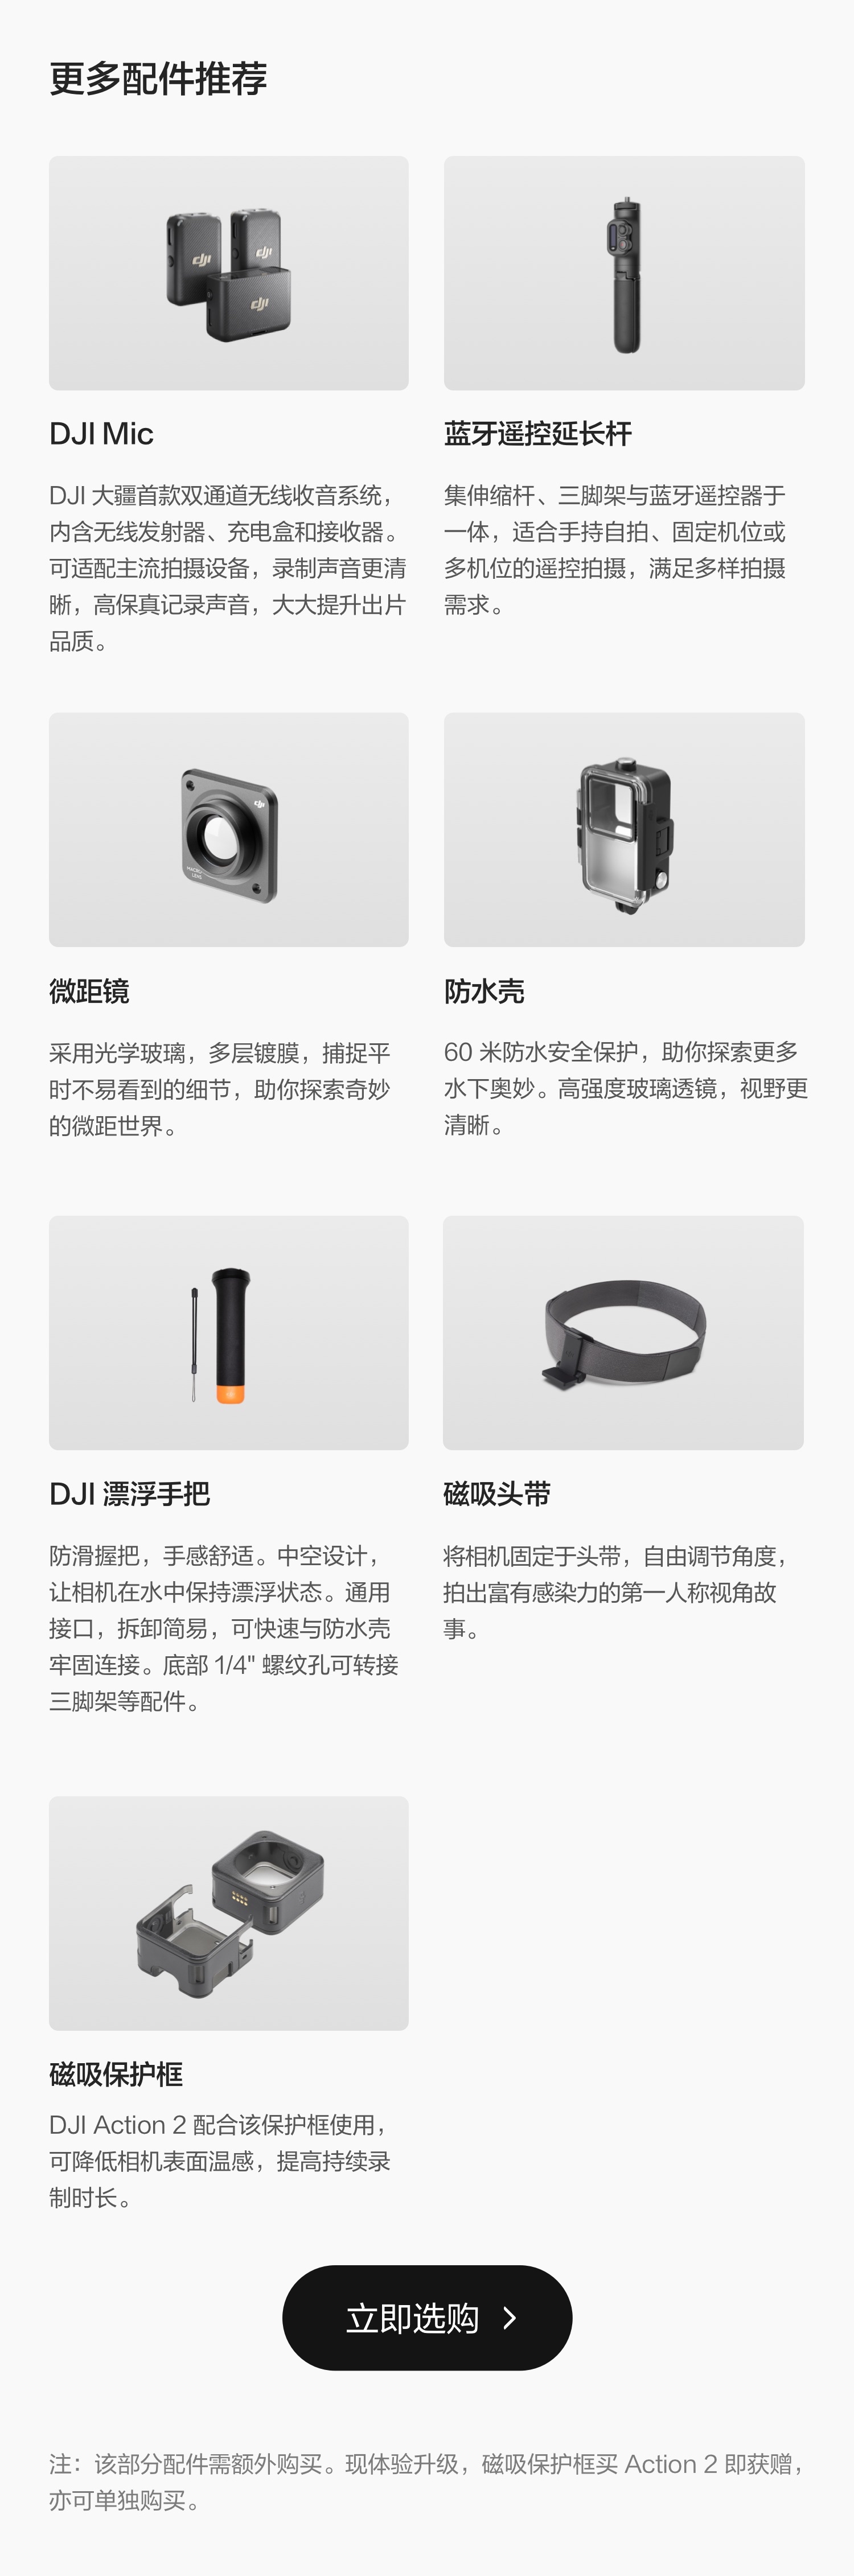 更多配件推荐
dji
dji
dji
DJI Mic
DJI 大疆首款双通道无线收音系统，
内含无线发射器、充电盒和接收器。
可适配主流拍摄设备，录制声音更清
晰，高保真记录声音，大大提升出片
品质。
蓝牙遥控延长杆
集伸缩杆、三脚架与蓝牙遥控器于
一体，适合手持自拍、固定机位或
多机位的遥控拍摄，满足多样拍摄
需求。
dji
MACRO
LENS
微距镜
采用光学玻璃，多层镀膜，捕捉平
时不易看到的细节，助你探索奇妙
的微距世界。
防水壳
60 米防水安全保护，助你探索更多
水下奥妙。高强度玻璃透镜，视野更
清晰。
DJI 漂浮手把
防滑握把，手感舒适。中空设计，
让相机在水中保持漂浮状态。通用
接口，拆卸简易，可快速与防水壳
牢固连接。底部 1/4" 螺纹孔可转接
三脚架等配件。
磁吸头带
将相机固定于头带，自由调节角度，
拍出富有感染力的第一人称视角故
事。
磁吸保护框
DJI Action 2 配合该保护框使用，
可降低相机表面温感，提高持续录
制时长。
立即选购 >
注：该部分配件需额外购买。现体验升级，磁吸保护框买 Action 2 即获赠，
亦可单独购买。